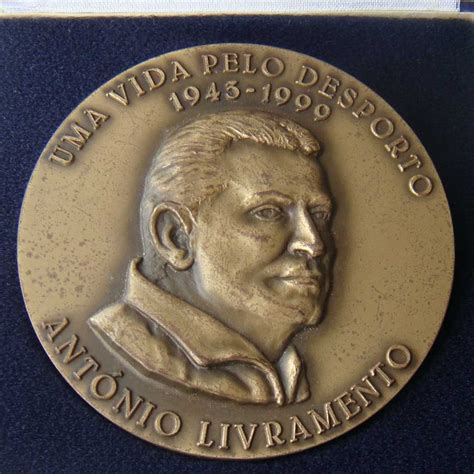 UMA VIDA PELO DESPORTO
1943-1999
ANTÓNIO LIVRAMENTO